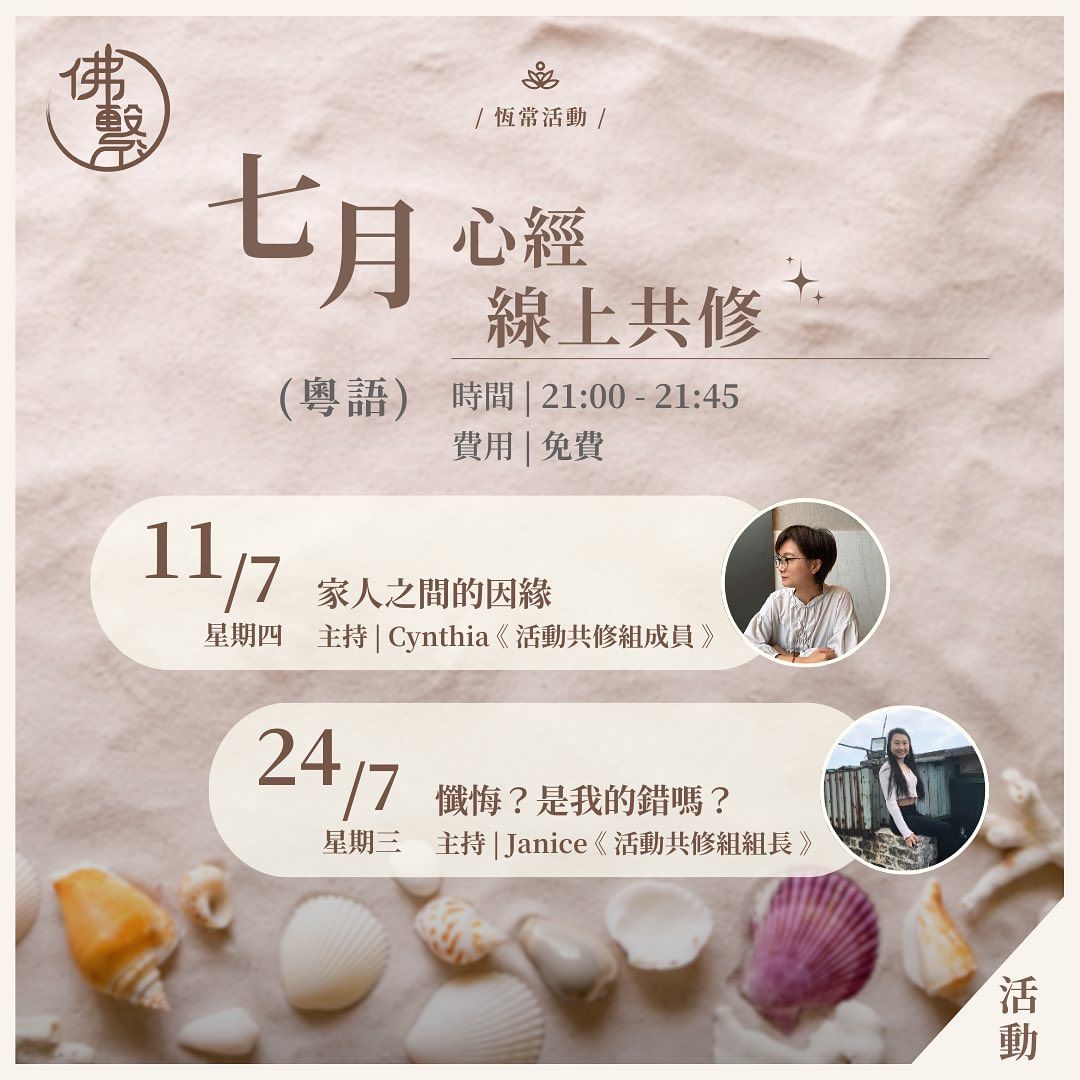 佛繫
/ 恆常活動 /
七月
心經
線上共修
(粵語)
時間 | 21:00 - 21:45
費用 | 免費
11/7
星期四
家人之間的因緣
主持 | Cynthia《 活動共修組成員 》
24/7
星期三
懺悔？是我的錯嗎？
主持 | Janice《 活動共修組組長 》
活動